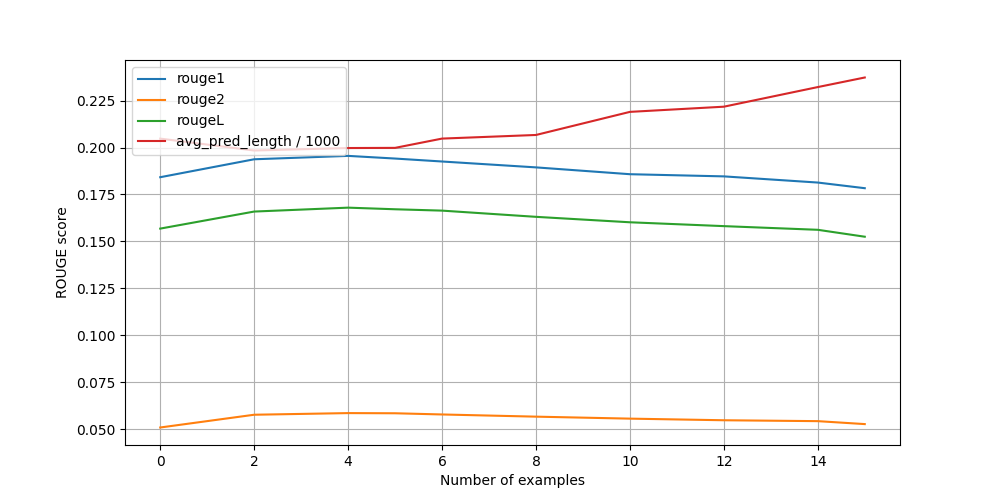 rouge1
rouge2
rougeL
avg_pred_length / 1000
0.225
0.200
0.175
0.150
0.125
0.100
0.075
0.050
ROUGE score
0 2 4 6 8 10 12 14
Number of examples